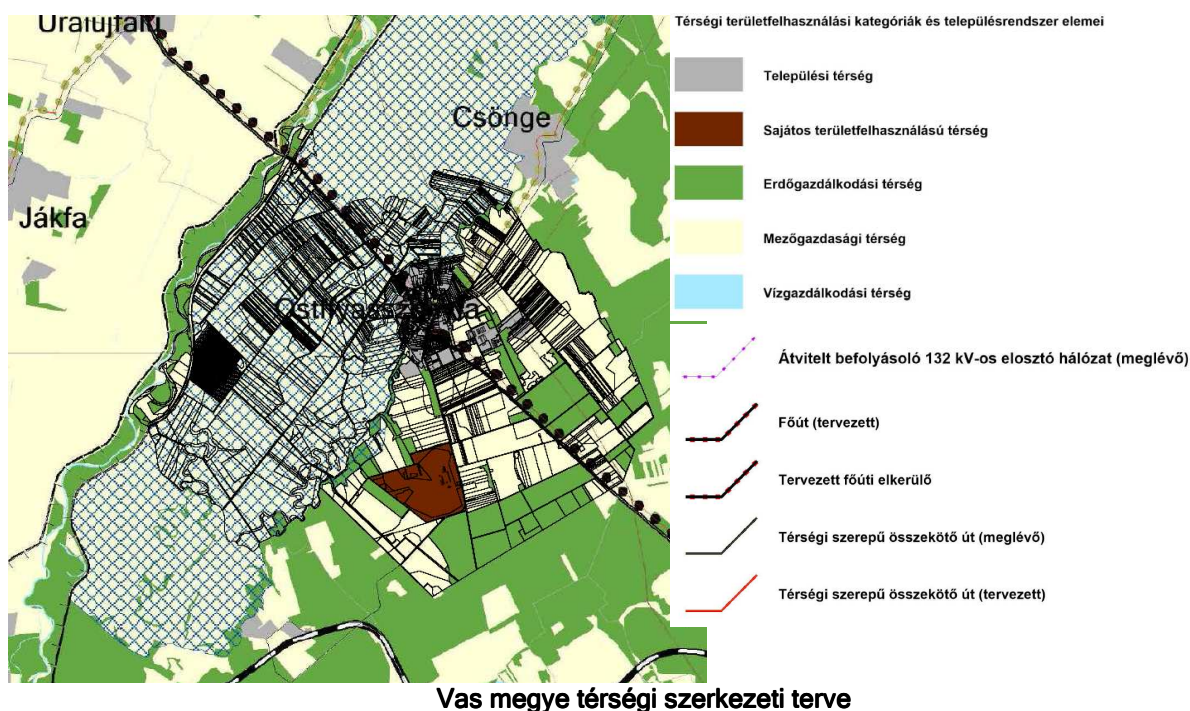 Uraiújfalu
Csönge
Jákfa
Ostffyasszonyfa
Térségi területfelhasználási kategóriák és településrendszer elemei
Települési térség
Sajátos területfelhasználású térség
Erdőgazdálkodási térség
Mezőgazdasági térség
Vízgazdálkodási térség
Átvitelt befolyásoló 132 kV-os elosztó hálózat (meglévő)
Főút (tervezett)
Tervezett főúti elkerülő
Térségi szerepű összekötő út (meglévő)
Térségi szerepű összekötő út (tervezett)
Vas megye térségi szerkezeti terve